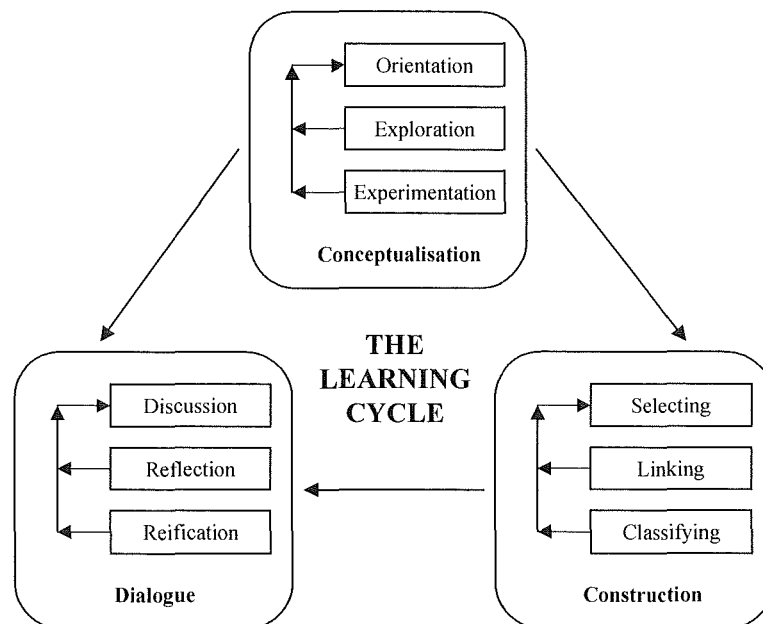 Orientation
Exploration
Experimentation
Conceptualisation
THE
LEARNING
CYCLE
Discussion
Reflection
Reification
Dialogue
Selecting
Linking
Classifying
Construction